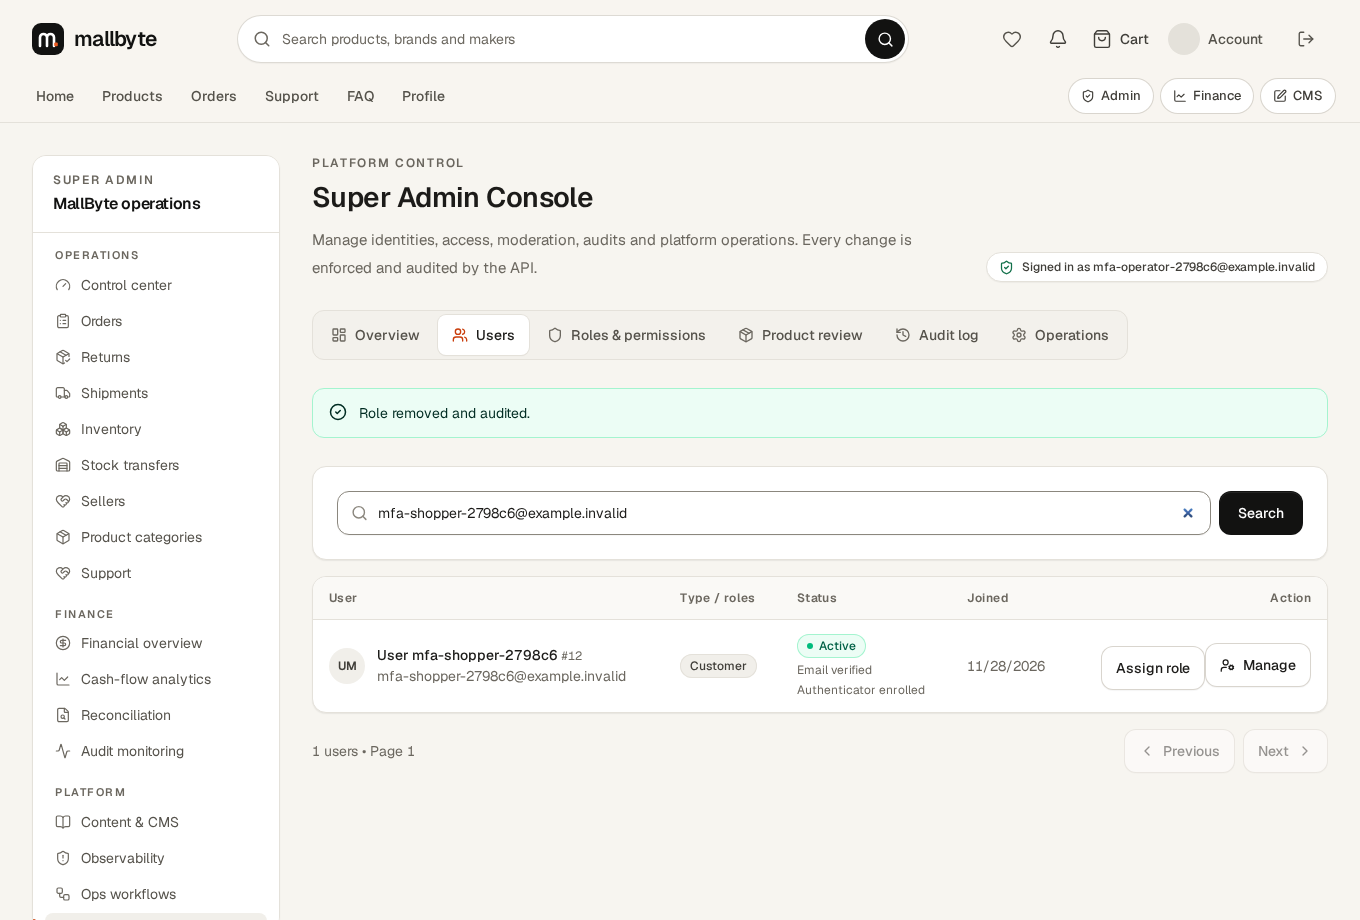 m. mallbyte
Search products, brands and makers
Cart
Account
Home Products Orders Support FAQ Profile
Admin Finance CMS
SUPER ADMIN
MallByte operations
OPERATIONS
Control center
Orders
Returns
Shipments
Inventory
Stock transfers
Sellers
Product categories
Support
FINANCE
Financial overview
Cash-flow analytics
Reconciliation
Audit monitoring
PLATFORM
Content & CMS
Observability
Ops workflows
PLATFORM CONTROL
Super Admin Console
Manage identities, access, moderation, audits and platform operations. Every change is
enforced and audited by the API.
Signed in as mfa-operator-2798c6@example.invalid
Overview Users Roles & permissions Product review Audit log Operations
Role removed and audited.
mfa-shopper-2798c6@example.invalid
Search
User Type / roles Status Joined Action
UM
User mfa-shopper-2798c6 #12
mfa-shopper-2798c6@example.invalid
Customer
Active
Email verified
Authenticator enrolled
11/28/2026
Assign role
Manage
1 users • Page 1
Previous
Next